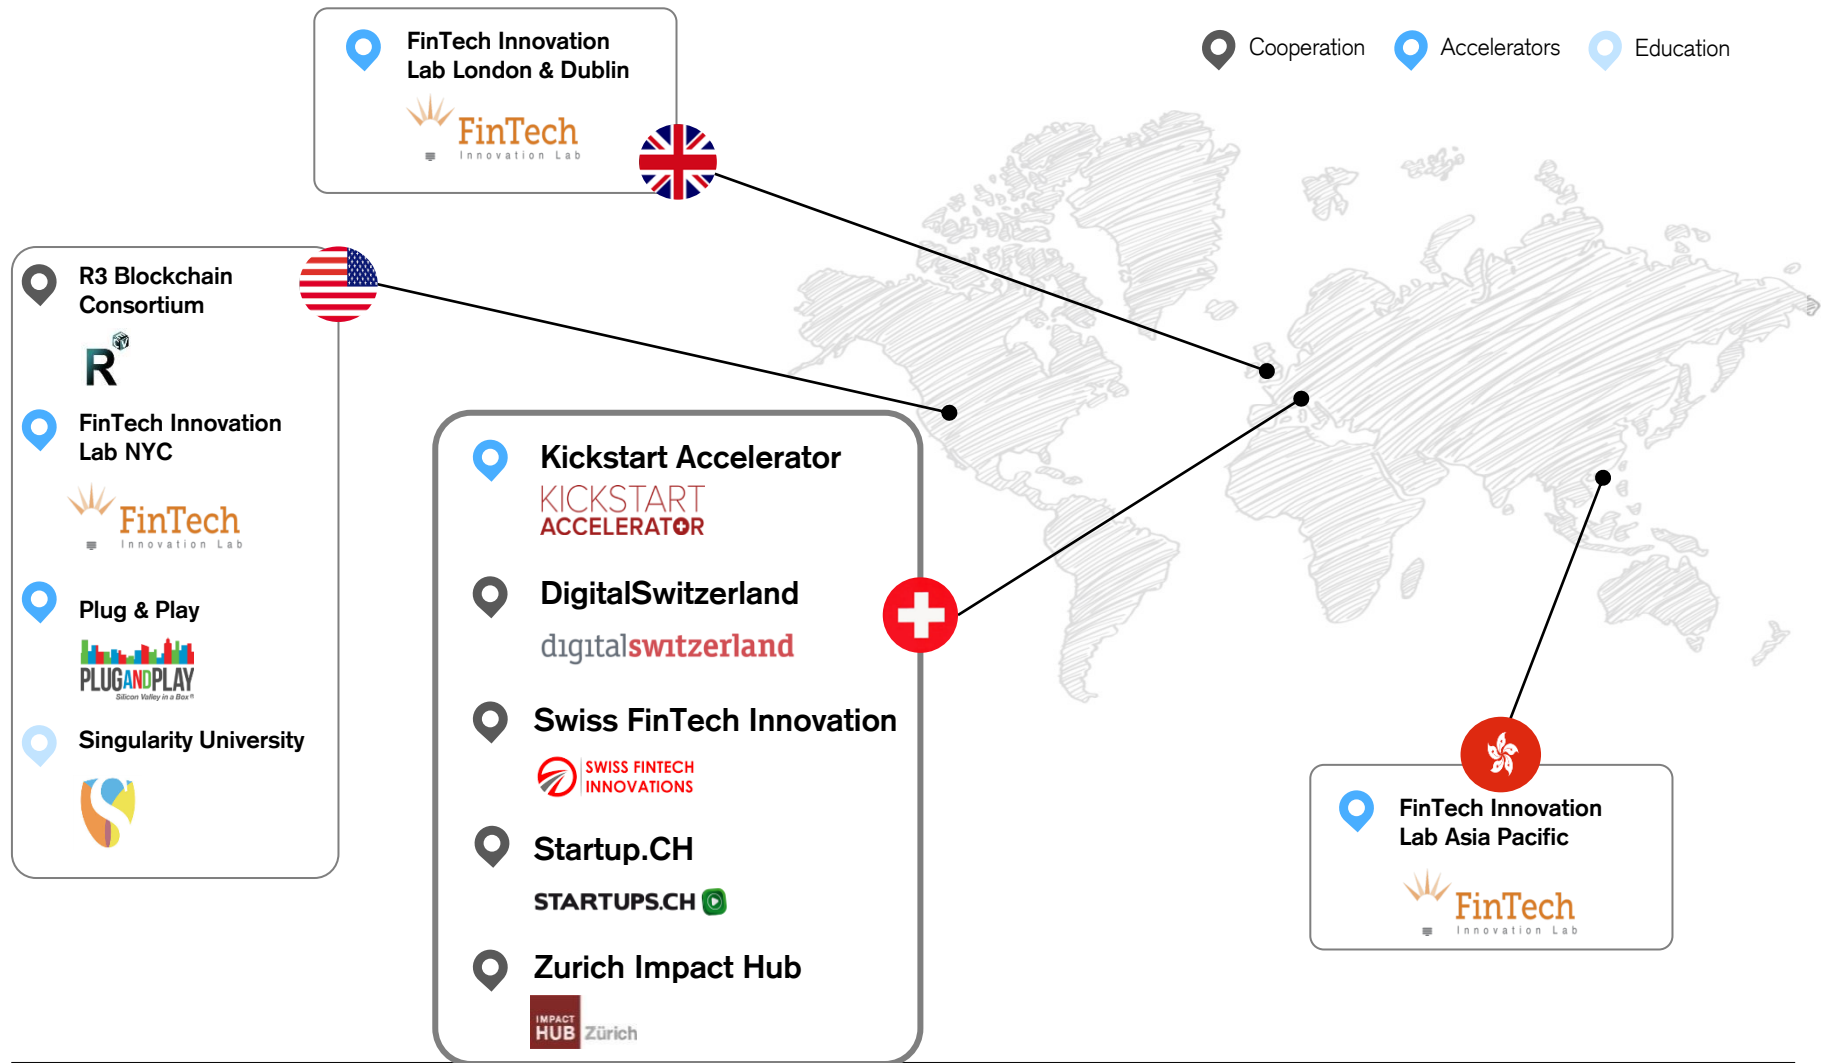 FinTech Innovation
Lab London & Dublin
FinTech
Innovation Lab
Cooperation
Accelerators
Education
R3 Blockchain
Consortium
R
CEV
FinTech Innovation
Lab NYC
FinTech
Innovation Lab
Plug & Play
PLUGANDPLAY
Silicon Valley in a Box
Singularity University
Kickstart Accelerator
KICKSTART
ACCELERATOR
DigitalSwitzerland
dıgıtalswıtzerland
Swiss FinTech Innovation
SWISS FINTECH
INNOVATIONS
Startup.CH
STARTUPS.CH
Zurich Impact Hub
IMPACT
HUB Zürich
FinTech Innovation
Lab Asia Pacific
FinTech
Innovation Lab